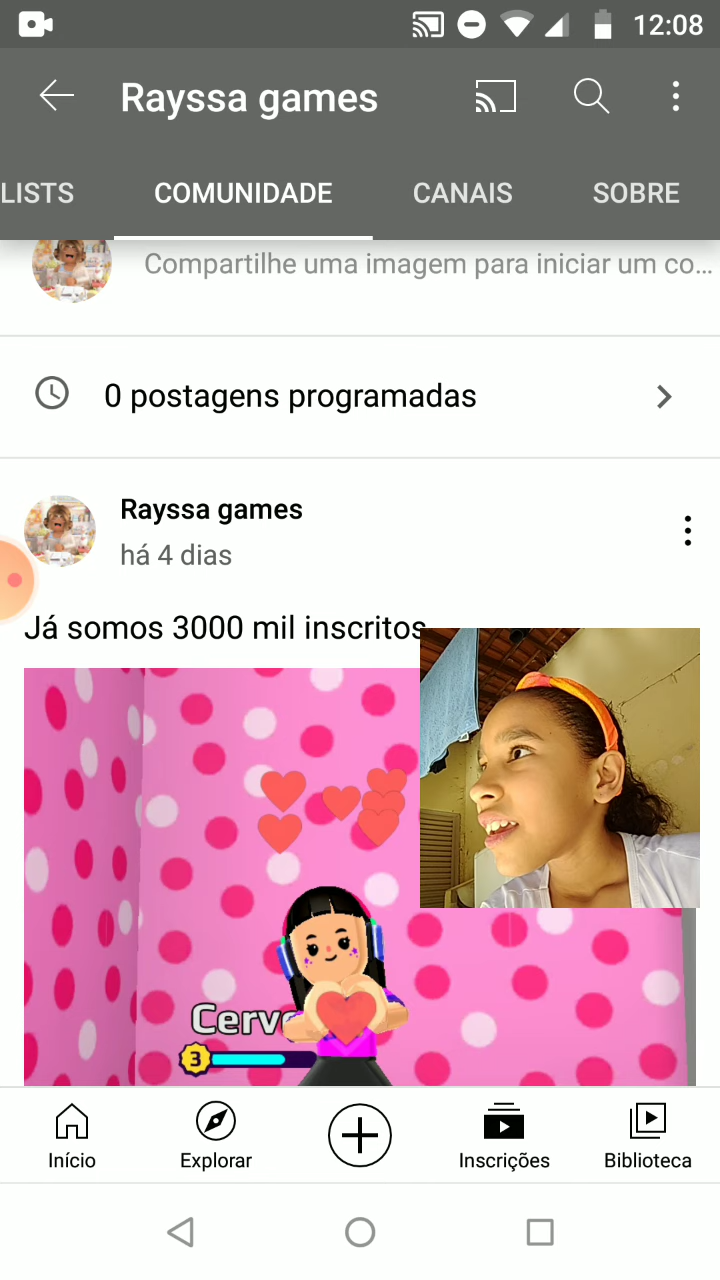 12:08
Rayssa games
LISTS COMUNIDADE CANAIS SOBRE
Compartilhe uma imagem para iniciar um co...
0 postagens programadas
Rayssa games
há 4 dias
Já somos 3000 mil inscritos
Cerv
3
Início Explorar Inscrições Biblioteca